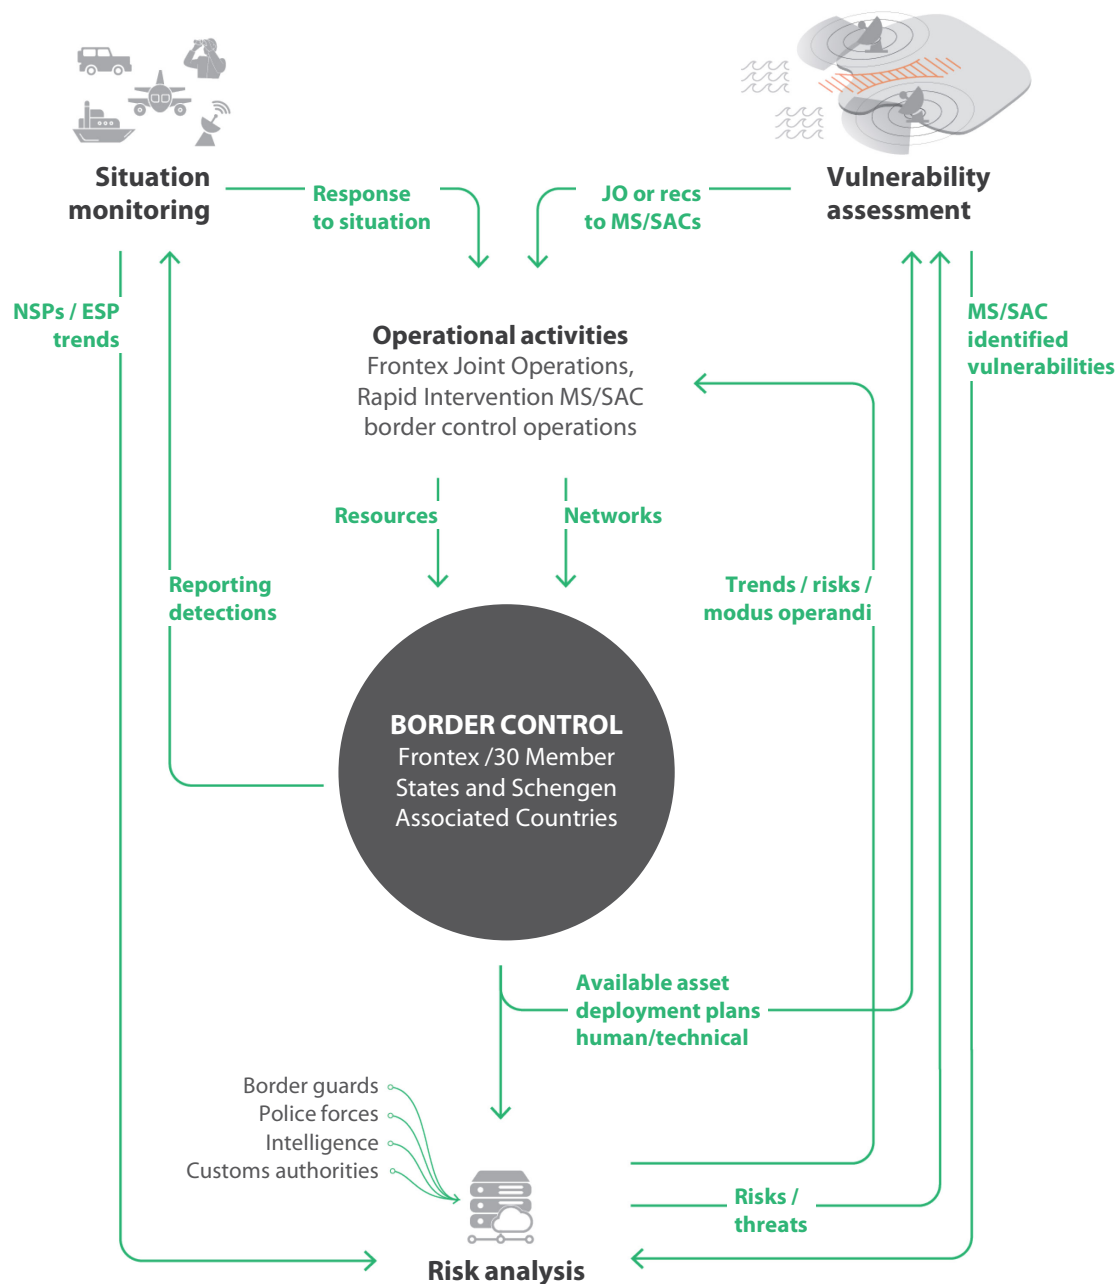 Situation
monitoring
Vulnerability
assessment
Response
to situation
JO or recs
to MS/SACs
NSPs / ESP
trends
MS/SAC
identified
vulnerabilities
Operational activities
Frontex Joint Operations,
Rapid Intervention MS/SAC
border control operations
Resources
Networks
Reporting
detections
Trends / risks /
modus operandi
BORDER CONTROL
Frontex /30 Member
States and Schengen
Associated Countries
Available asset
deployment plans
human/technical
Border guards
Police forces
Intelligence
Customs authorities
Risks /
threats
Risk analysis